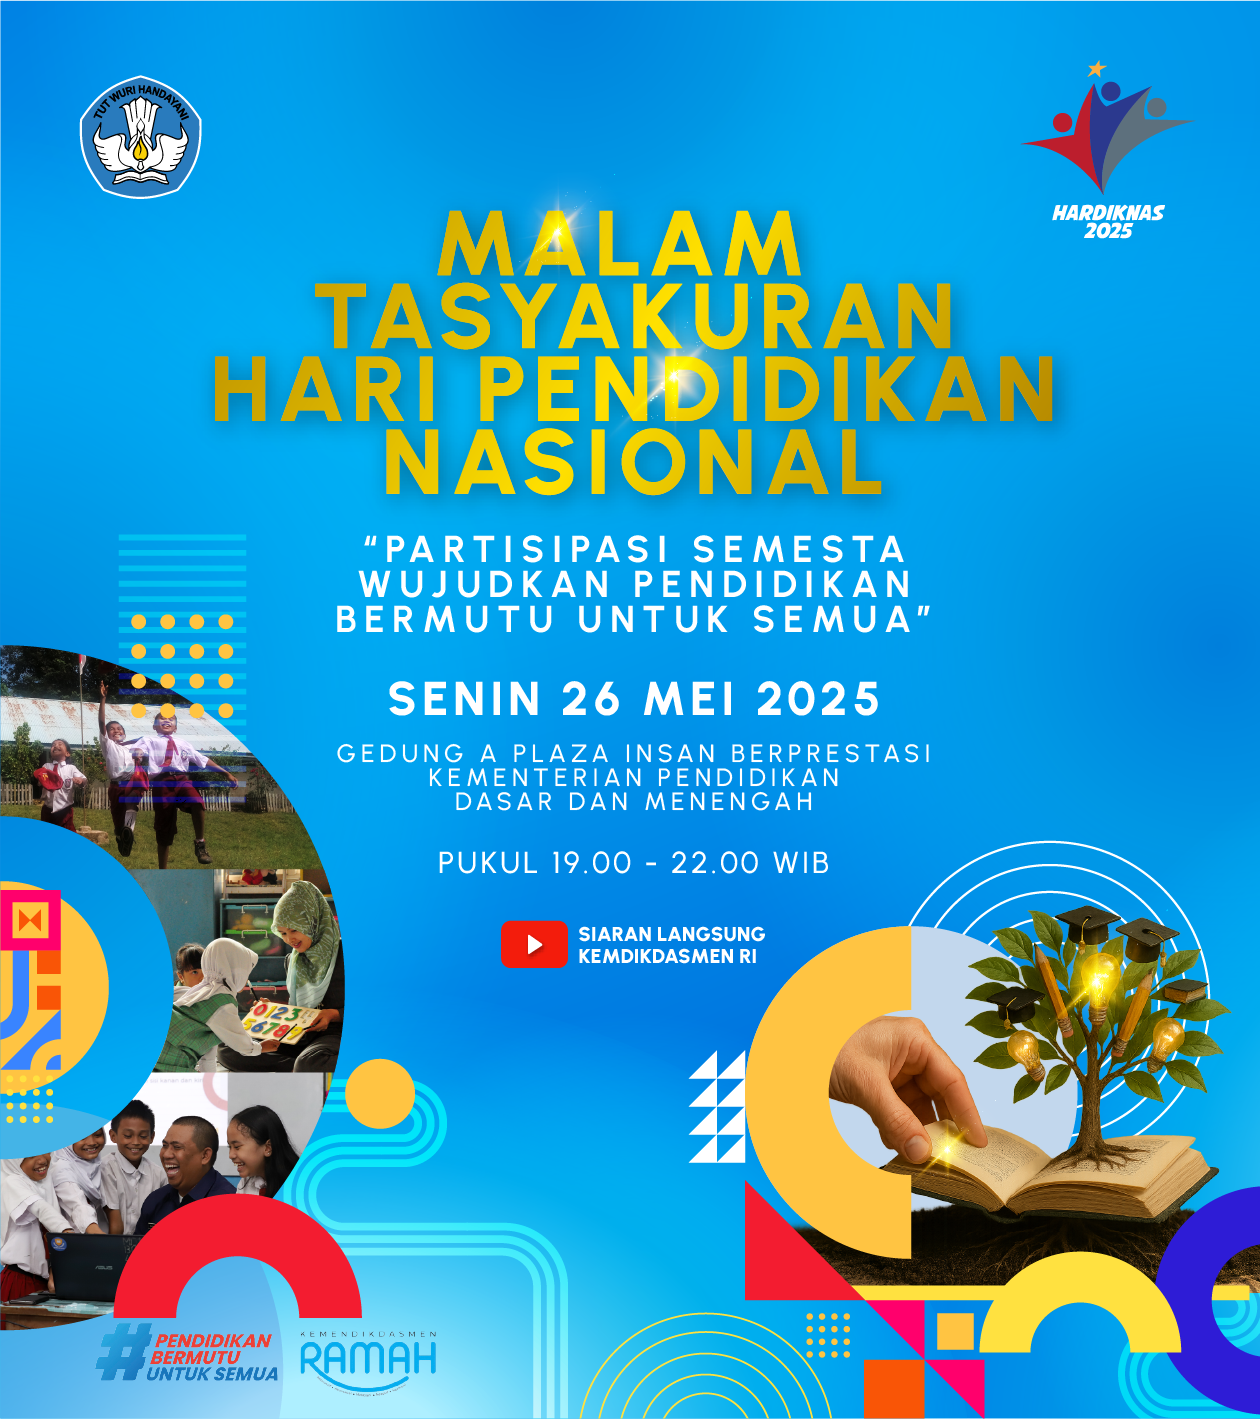 TUT WURI HANDAYANI
HARDIKNAS
2025
MALAM
TASYAKURAN
HARI PENDIDIKAN
NASIONAL
“PARTISIPASI SEMESTA
WUJUDKAN PENDIDIKAN
BERMUTU UNTUK SEMUA”
SENIN 26 MEI 2025
GEDUNG A PLAZA INSAN BERPRESTASI
KEMENTERIAN PENDIDIKAN
DASAR DAN MENENGAH
PUKUL 19.00 - 22.00 WIB
SIARAN LANGSUNG
KEMDIKDASMEN RI
#PENDIDIKAN
BERMUTU
UNTUK SEMUA
KEMENDIKDASMEN
RAMAH